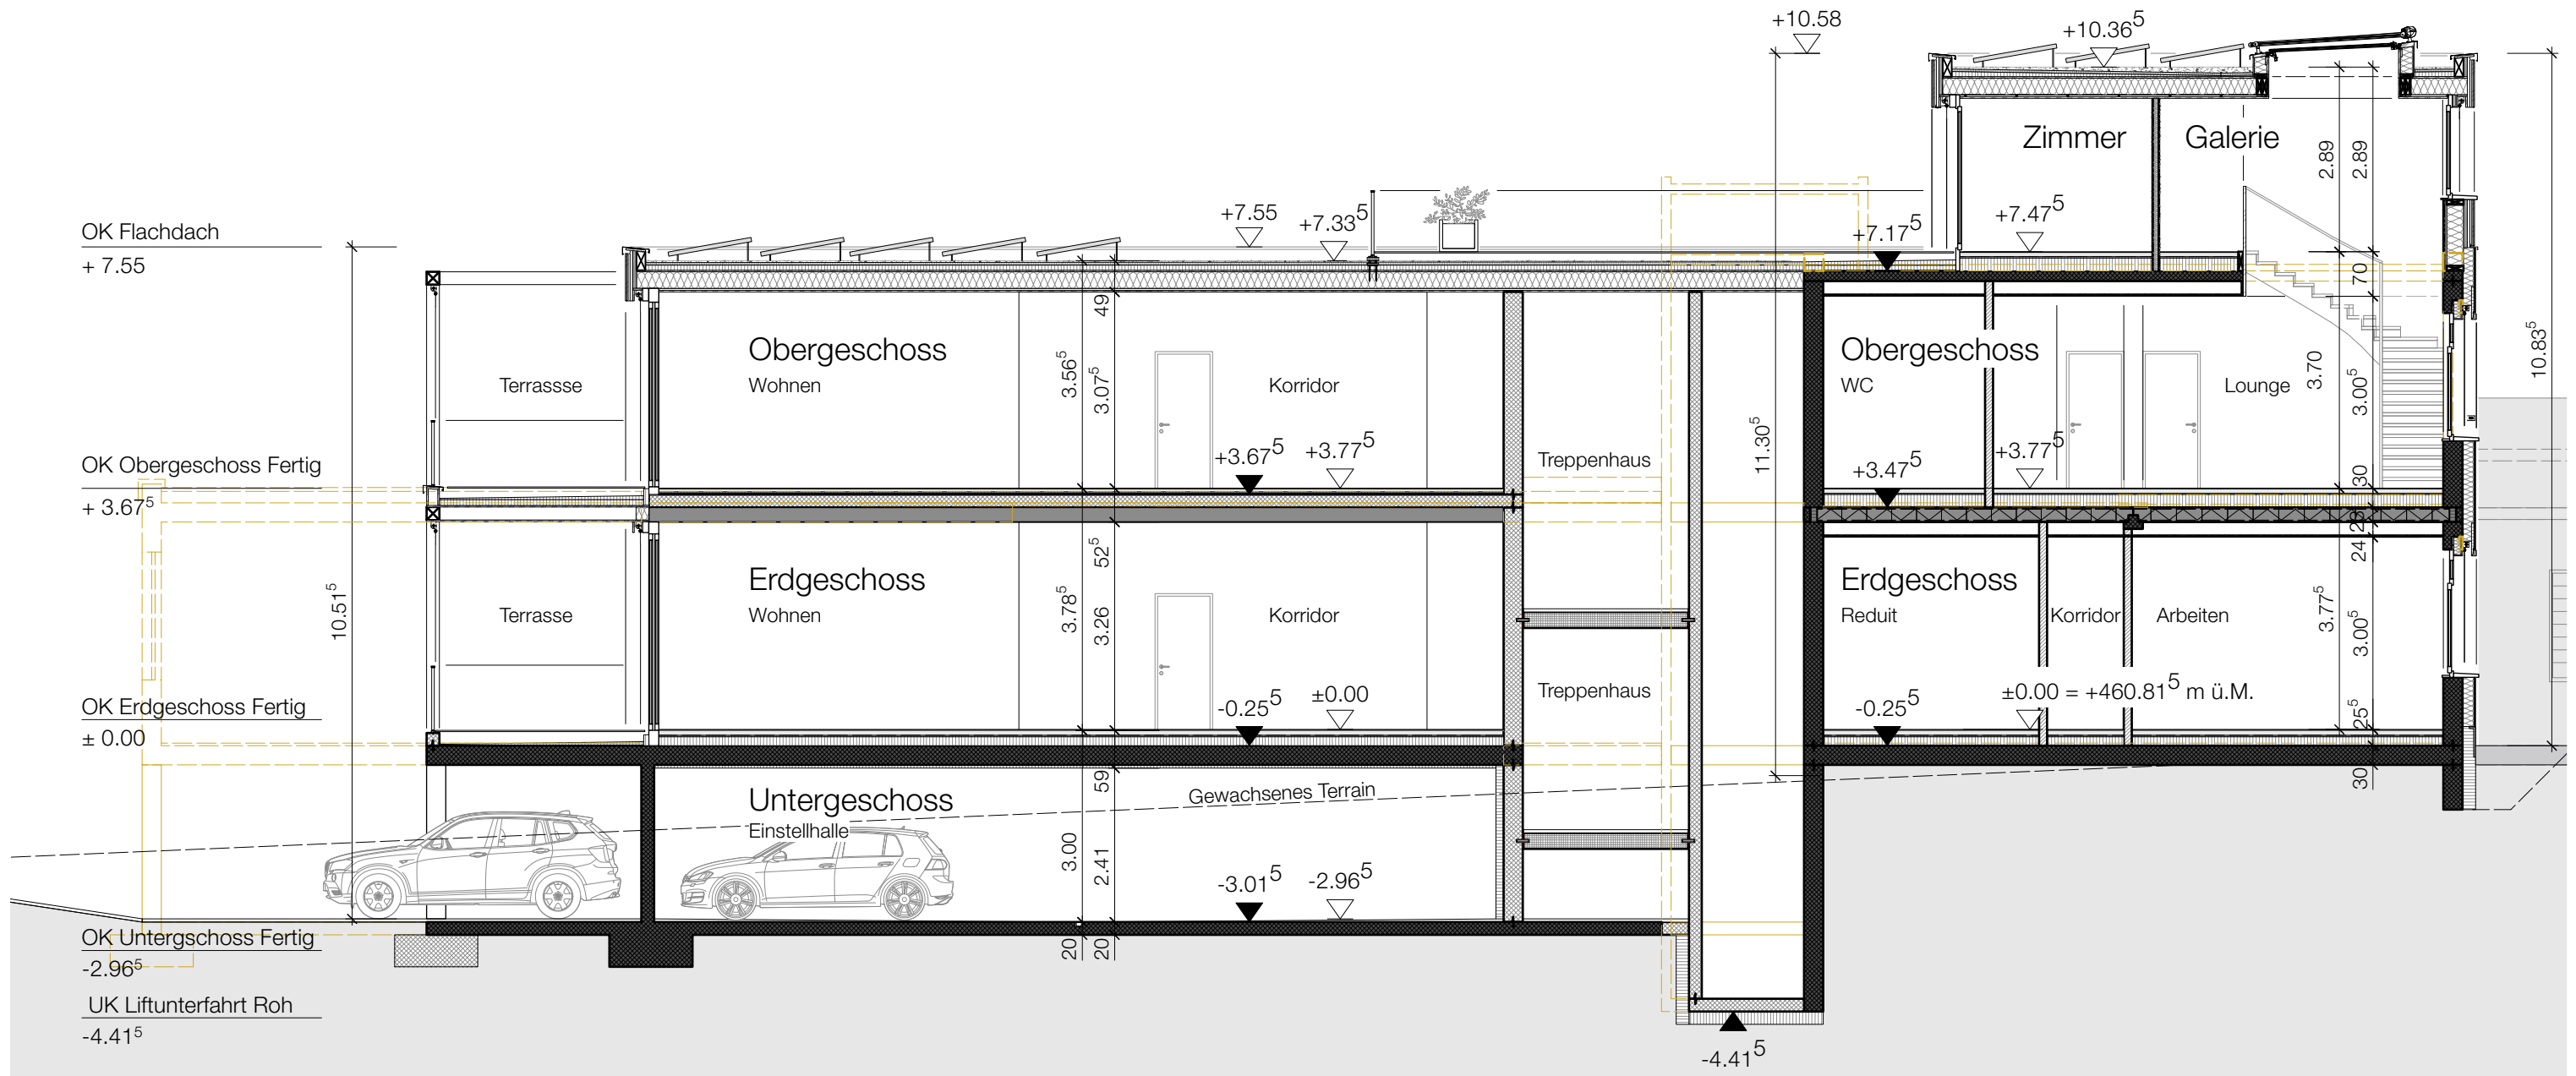 +10.58
+10.36⁵
Zimmer
Galerie
2.89
2.89
OK Flachdach
+ 7.55
+7.55
+7.33⁵
+7.17⁵
+7.47⁵
70
49
Obergeschoss
Wohnen
Terrassse
3.56⁵
3.07⁵
Korridor
Obergeschoss
WC
Lounge
3.70
3.00⁵
10.83⁵
11.30⁵
OK Obergeschoss Fertig
+ 3.67⁵
+3.67⁵
+3.77⁵
Treppenhaus
+3.47⁵
+3.77⁵
30
52⁵
24
Erdgeschoss
Wohnen
Terrasse
10.51⁵
3.78⁵
3.26
Korridor
Erdgeschoss
Reduit
Korridor
Arbeiten
3.77⁵
3.00⁵
OK Erdgeschoss Fertig
± 0.00
-0.25⁵
±0.00
Treppenhaus
-0.25⁵
±0.00 = +460.81⁵ m ü.M.
25⁵
30
59
Untergeschoss
Einstellhalle
Gewachsenes Terrain
3.00
2.41
-3.01⁵
-2.96⁵
OK Untergschoss Fertig
-2.96⁵
20
20
UK Liftunterfahrt Roh
-4.41⁵
-4.41⁵